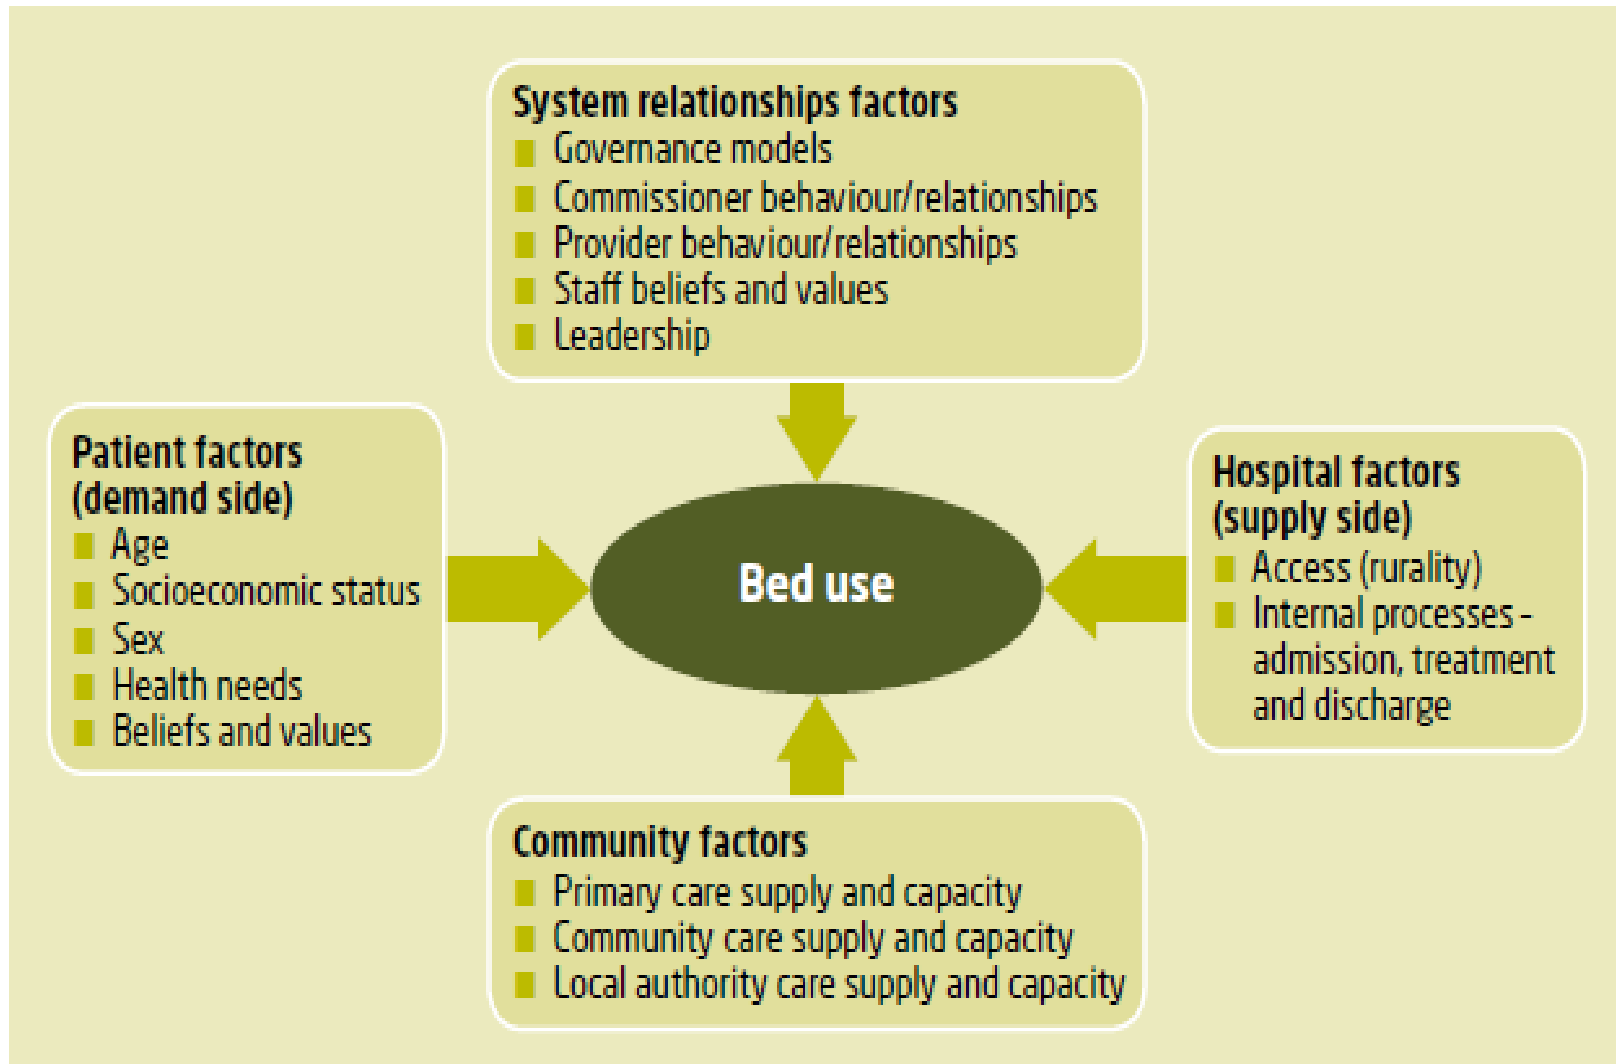 System relationships factors
Governance models
Commissioner behaviour/relationships
Provider behaviour/relationships
Staff beliefs and values
Leadership
Patient factors
(demand side)
Age
Socioeconomic status
Sex
Health needs
Beliefs and values
Bed use
Hospital factors
(supply side)
Access (rurality)
Internal processes –
admission, treatment
and discharge
Community factors
Primary care supply and capacity
Community care supply and capacity
Local authority care supply and capacity